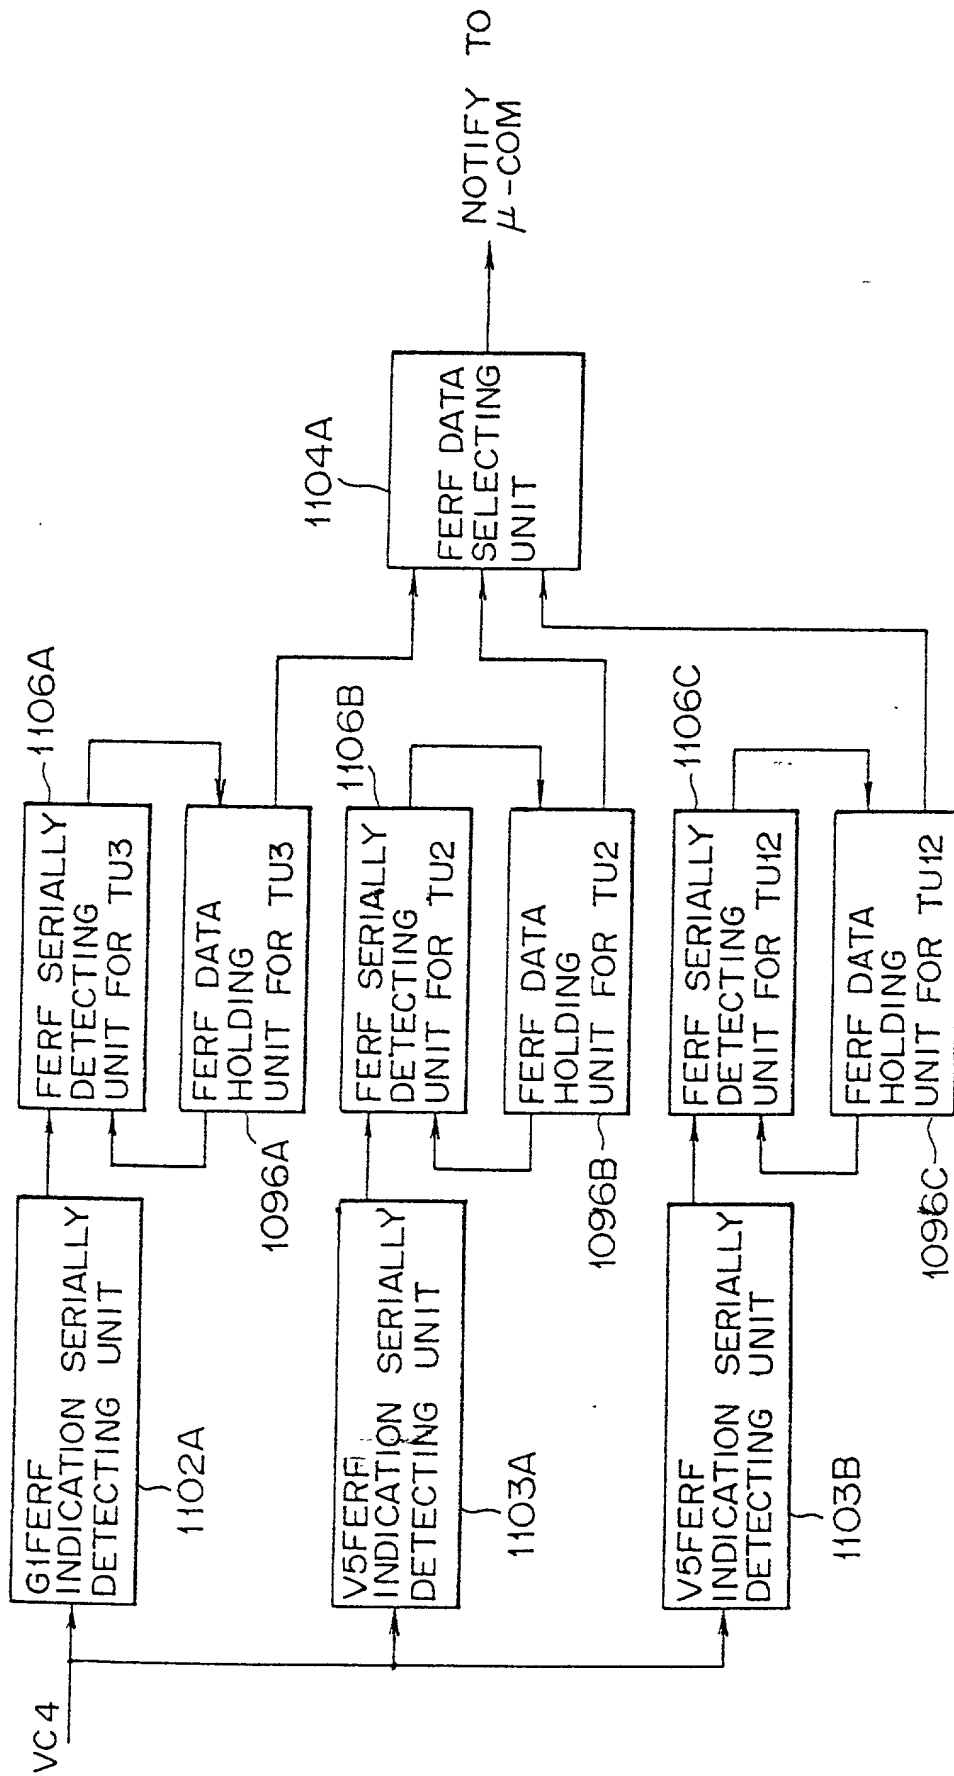 VC4
G1FERF
INDICATION SERIALLY
DETECTING UNIT
1102A
FERF SERIALLY
DETECTING
UNIT FOR TU3
1106A
FERF DATA
HOLDING
UNIT FOR TU3
1096A
V5FERF
INDICATION SERIALLY
DETECTING UNIT
1103A
FERF SERIALLY
DETECTING
UNIT FOR TU2
1106B
FERF DATA
HOLDING
UNIT FOR TU2
1096B
V5FERF
INDICATION SERIALLY
DETECTING UNIT
1103B
FERF SERIALLY
DETECTING
UNIT FOR TU12
1106C
FERF DATA
HOLDING
UNIT FOR TU12
1096C
1104A
FERF DATA
SELECTING
UNIT
NOTIFY TO
μ-COM